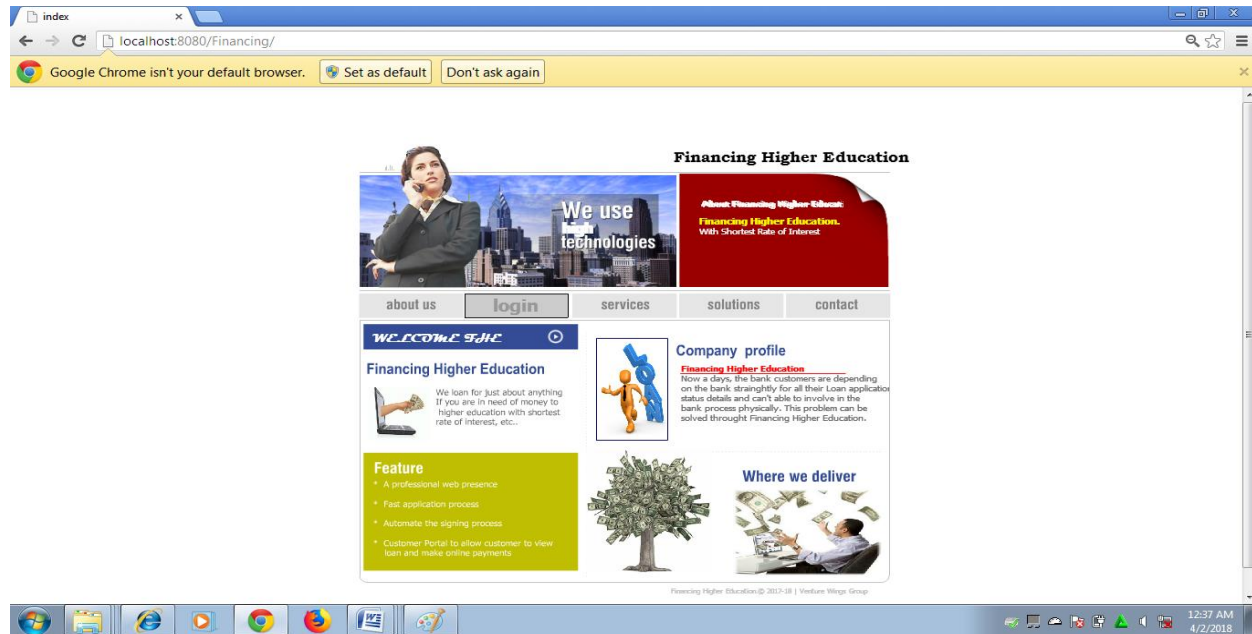 index
localhost:8080/Financing/
Google Chrome isn't your default browser. Set as default Don't ask again
Financing Higher Education
We use
high
technologies
About Financing Higher Educat:
Financing Higher Education.
With Shortest Rate of Interest
about us login services solutions contact
WELCOME THE
Financing Higher Education
We loan for just about anything
If you are in need of money to
higher education with shortest
rate of interest, etc..
Company profile
Financing Higher Education
Now a days, the bank customers are depending
on the bank strainghtly for all their Loan application
status details and can't able to involve in the
bank process physically. This problem can be
solved throught Financing Higher Education.
LOAN
Feature
* A professional web presence
* Fast application process
* Automate the signing process
* Customer Portal to allow customer to view
loan and make online payments
Where we deliver
Financing Higher Education.© 2017-18 | Venture Wings Group
12:37 AM
4/2/2018